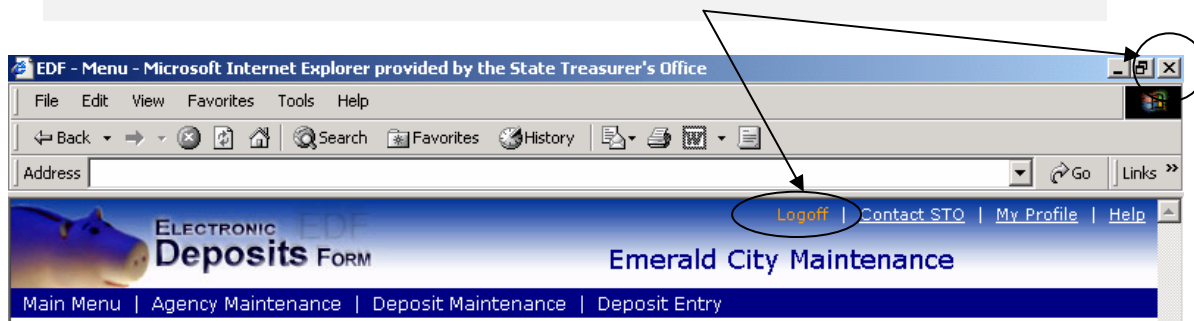 EDF - Menu - Microsoft Internet Explorer provided by the State Treasurer's Office
File Edit View Favorites Tools Help
Back Search Favorites History
Address Go Links »
Logoff | Contact STO | My Profile | Help
ELECTRONIC EDF
Deposits FORM
Emerald City Maintenance
Main Menu | Agency Maintenance | Deposit Maintenance | Deposit Entry